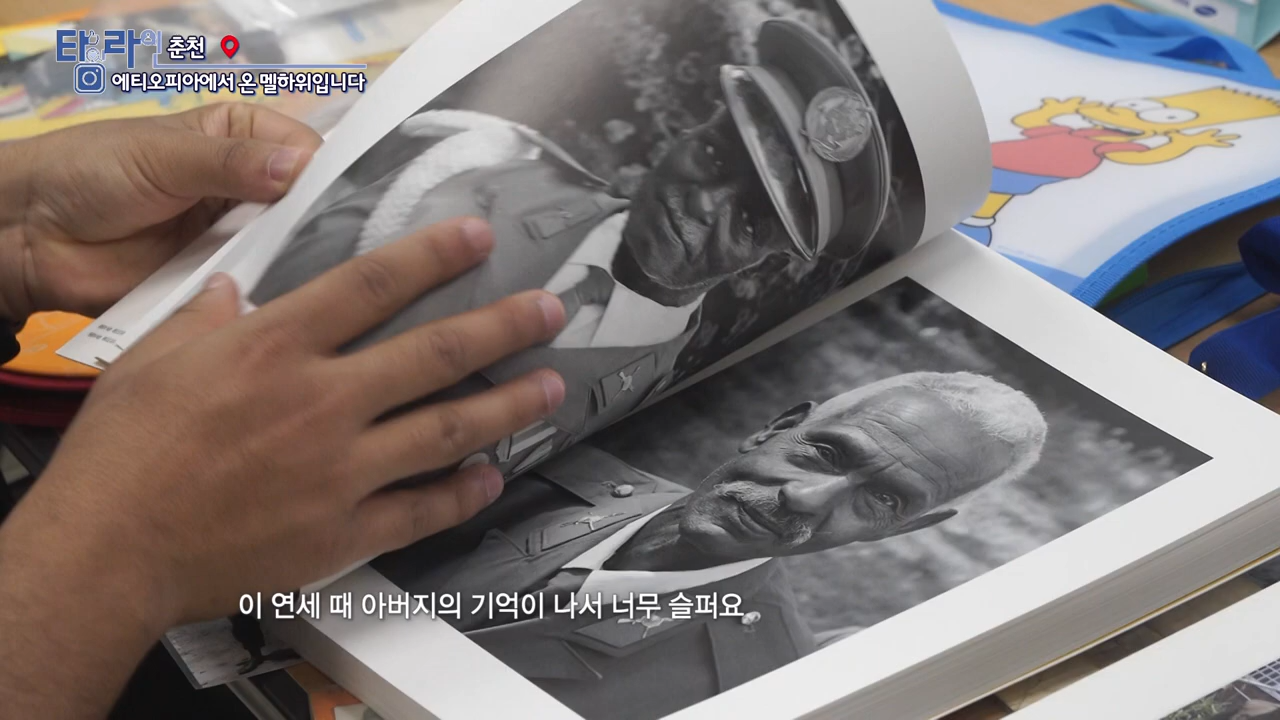 타라의 춘천
에티오피아에서 온 멜하위입니다
이 연세 때 아버지의 기억이 나서 너무 슬퍼요